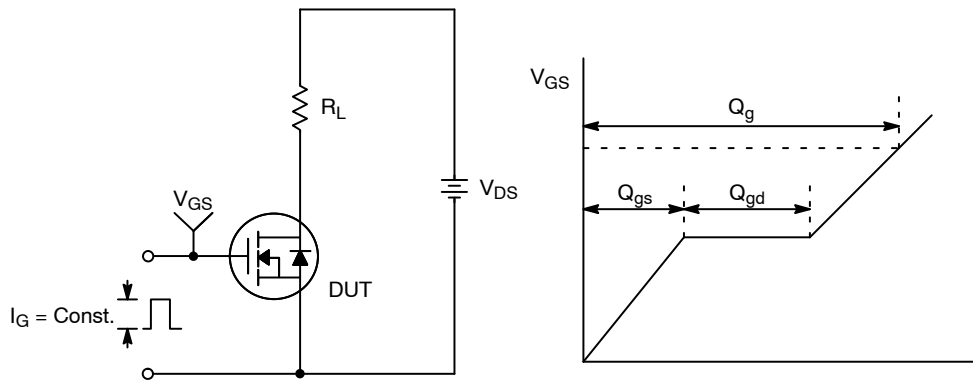 R_L
V_DS
V_GS
DUT
I_G = Const.
V_GS
Q_g
Q_gs
Q_gd